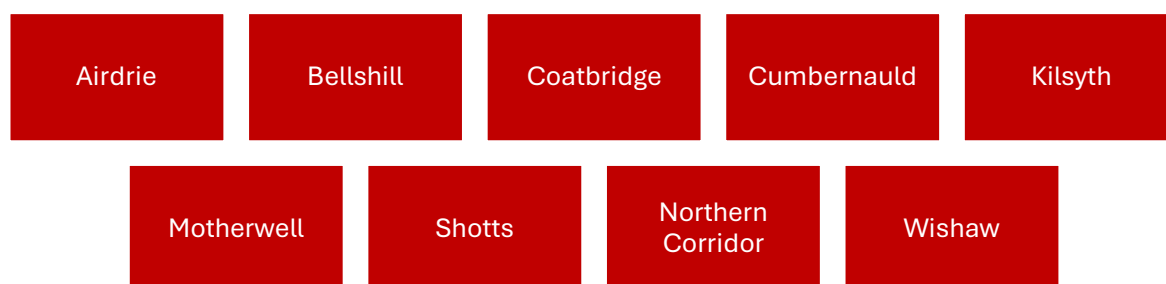 Airdrie
Bellshill
Coatbridge
Cumbernauld
Kilsyth
Motherwell
Shotts
Northern
Corridor
Wishaw